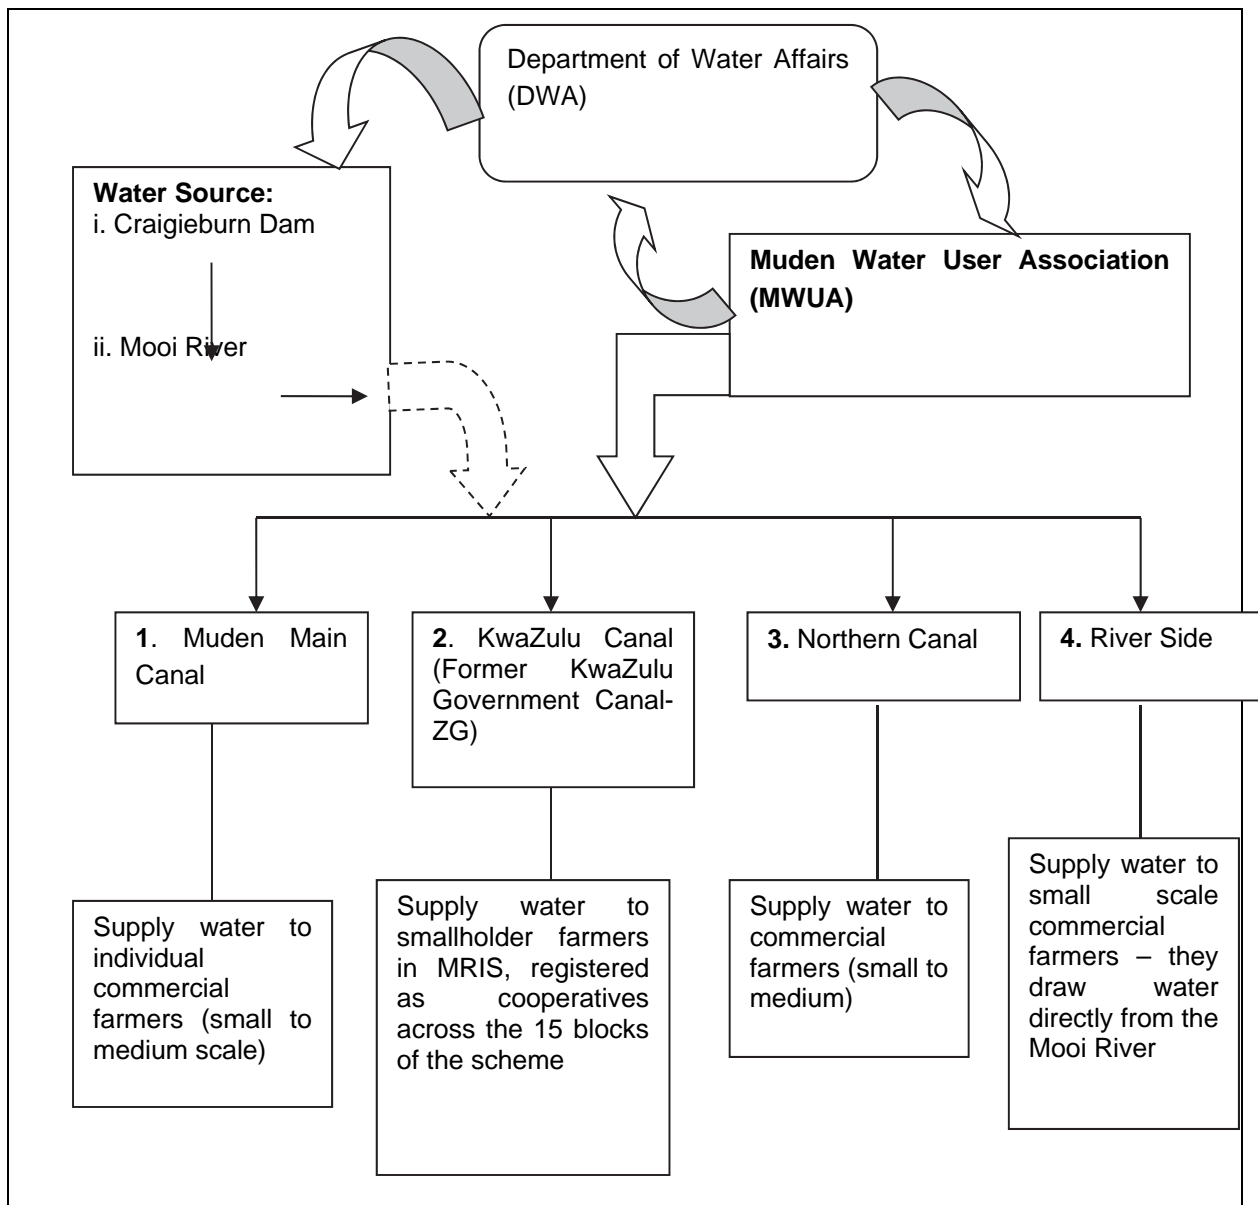 Department of Water Affairs
(DWA)
Water Source:
i. Craigieburn Dam
ii. Mooi River
Muden Water User Association
(MWUA)
1. Muden Main
Canal
2. KwaZulu Canal
(Former KwaZulu
Government Canal-
ZG)
3. Northern Canal
4. River Side
Supply water to
individual
commercial
farmers (small to
medium scale)
Supply water to
smallholder farmers
in MRIS, registered
as cooperatives
across the 15 blocks
of the scheme
Supply water to
commercial
farmers (small to
medium)
Supply water to
small scale
commercial
farmers – they
draw water
directly from the
Mooi River